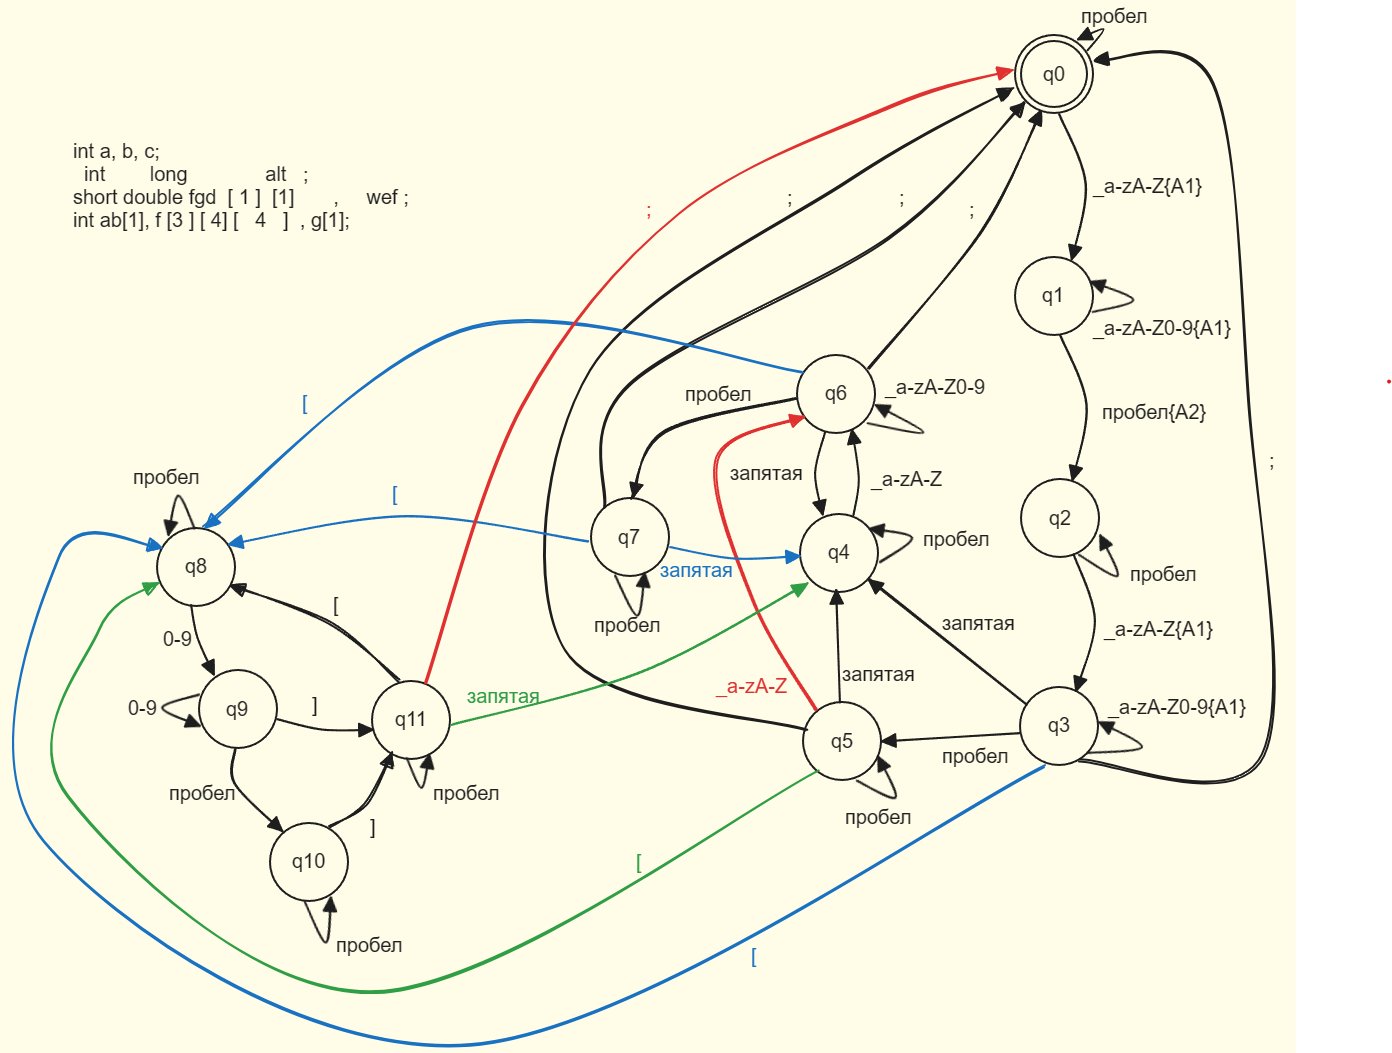 пробел
q0
int a, b, c;
int long alt ;
short double fgd [ 1 ] [1] , wef ;
int ab[1], f [3 ] [ 4] [ 4 ] , g[1];
_a-zA-Z{A1}
;
;
;
;
q1
_a-zA-Z0-9{A1}
[
пробел
q6
_a-zA-Z0-9
пробел{A2}
;
пробел
[
запятая
_a-zA-Z
q2
q7
q4
пробел
q8
запятая
пробел
пробел
[
0-9
запятая
_a-zA-Z{A1}
запятая
_a-zA-Z
запятая
0-9
q9
]
q11
q5
q3
_a-zA-Z0-9{A1}
пробел
пробел
пробел
пробел
]
q10
[
пробел
[